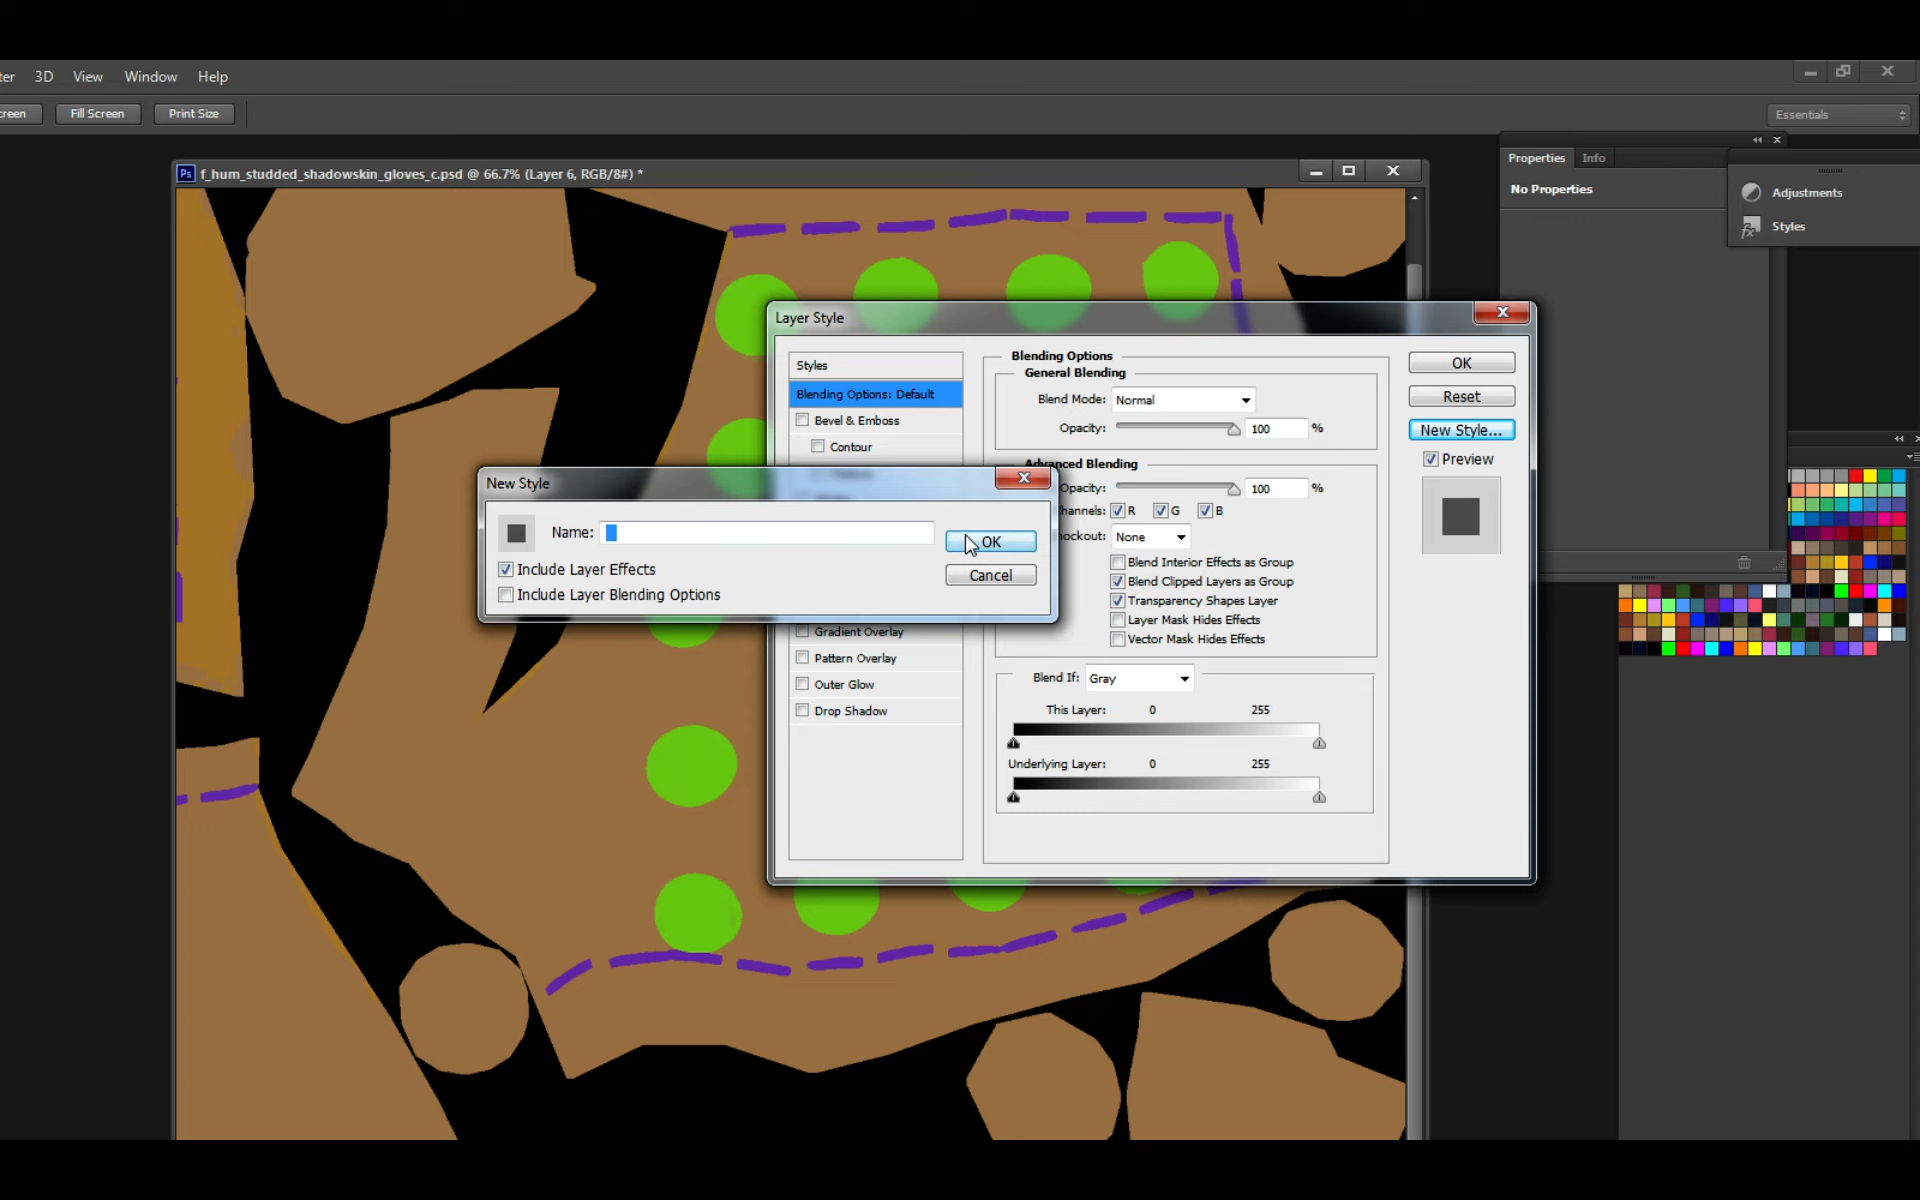 ter 3D View Window Help
creen Fill Screen Print Size
Essentials
Ps f_hum_studded_shadowskin_gloves_c.psd @ 66.7% (Layer 6, RGB/8#) *
Properties Info
No Properties
Adjustments
fx Styles
Layer Style
Styles
Blending Options: Default
Bevel & Emboss
Contour
Gradient Overlay
Pattern Overlay
Outer Glow
Drop Shadow
Blending Options
General Blending
Blend Mode: Normal
Opacity: 100 %
Advanced Blending
Opacity: 100 %
hannels: R G B
nockout: None
Blend Interior Effects as Group
Blend Clipped Layers as Group
Transparency Shapes Layer
Layer Mask Hides Effects
Vector Mask Hides Effects
Blend If: Gray
This Layer: 0 255
Underlying Layer: 0 255
OK
Reset
New Style...
Preview
New Style
Name:
Include Layer Effects
Include Layer Blending Options
OK
Cancel